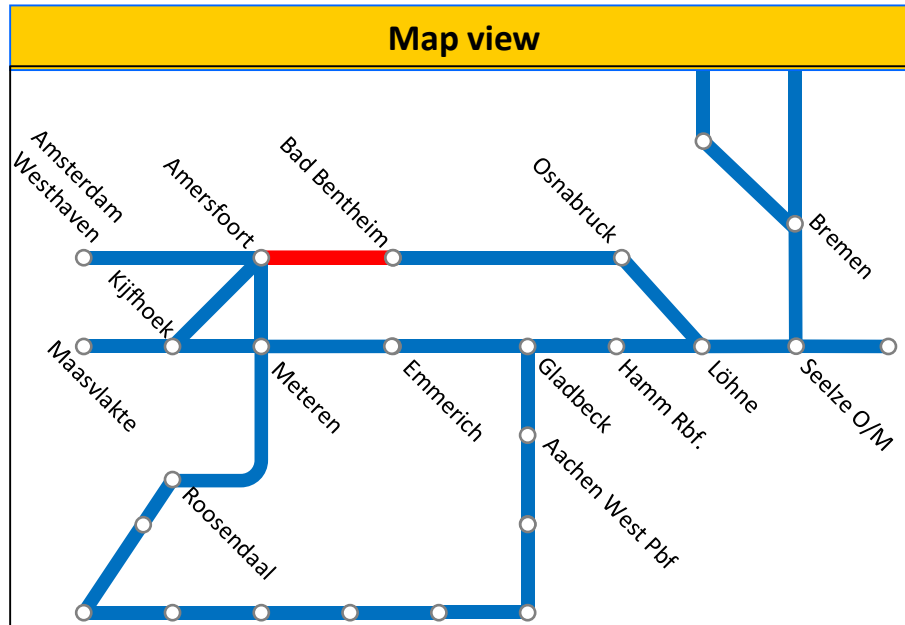 Map view
Amsterdam
Westhaven
Amersfoort
Bad Bentheim
Osnabruck
Bremen
Kijfhoek
Maasvlakte
Meteren
Emmerich
Gladbeck
Hamm Rbf.
Löhne
Seelze O/M
Aachen West Pbf
Roosendaal